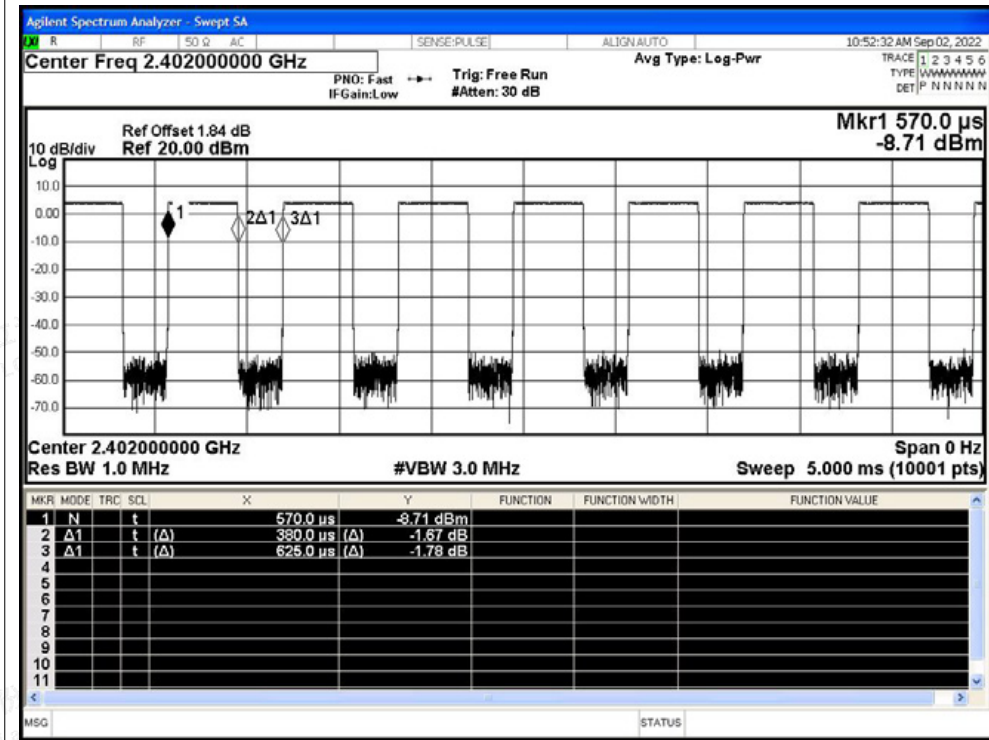 Agilent Spectrum Analyzer - Swept SA
LXI R RF 50 Ω AC SENSE:PULSE ALIGN AUTO 10:52:32 AM Sep 02, 2022
Center Freq 2.402000000 GHz
PNO: Fast
IFGain:Low
Trig: Free Run
#Atten: 30 dB
Avg Type: Log-Pwr
TRACE 1 2 3 4 5 6
TYPE WWWWWW
DET P N N N N N
Mkr1 570.0 µs
-8.71 dBm
Ref Offset 1.84 dB
10 dB/div Ref 20.00 dBm
Log
10.0
0.00
-10.0
-20.0
-30.0
-40.0
-50.0
-60.0
-70.0
1 2Δ1 3Δ1
Center 2.402000000 GHz Span 0 Hz
Res BW 1.0 MHz #VBW 3.0 MHz Sweep 5.000 ms (10001 pts)
MKR MODE TRC SCL X Y FUNCTION FUNCTION WIDTH FUNCTION VALUE
1 N t 570.0 µs -8.71 dBm
2 Δ1 t (Δ) 380.0 µs (Δ) -1.67 dB
3 Δ1 t (Δ) 625.0 µs (Δ) -1.78 dB
4
5
6
7
8
9
10
11
MSG STATUS